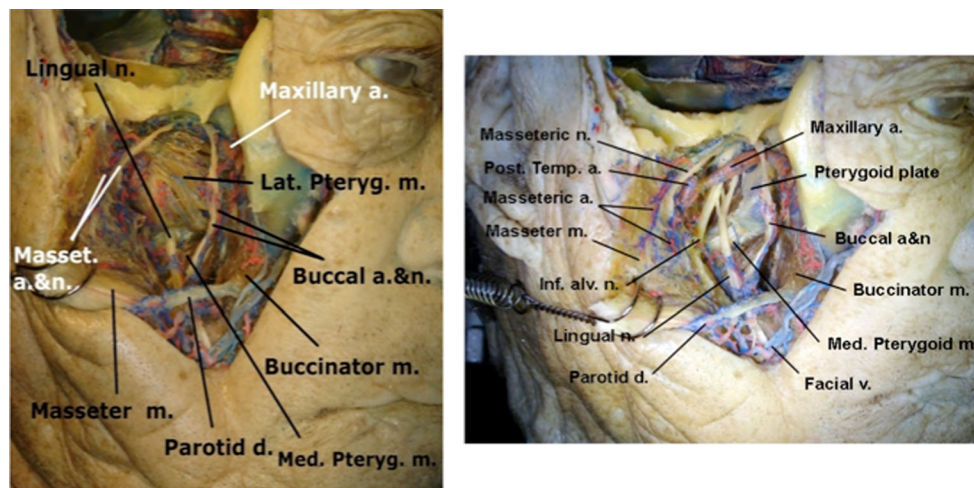 Lingual n.
Maxillary a.
Lat. Pteryg. m.
Masset.
a.&n.
Buccal a.&n.
Buccinator m.
Masseter m.
Parotid d.
Med. Pteryg. m.
Masseteric n.
Maxillary a.
Post. Temp. a.
Pterygoid plate
Masseteric a.
Masseter m.
Buccal a&n
Inf. alv. n.
Buccinator m.
Lingual n.
Med. Pterygoid m
Parotid d.
Facial v.